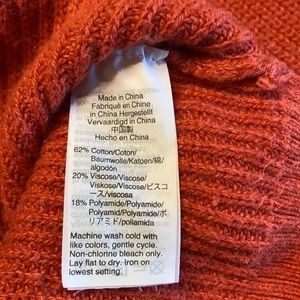 Made in China
Fabriqué en Chine
in China Hergestellt
Vervaardigd in China
中国製
Hecho en China
62% Cotton/Coton/
Baumwolle/Katoen/綿/
algodón
20% Viscose/Viscose/
Viskose/Viscose/ビスコ
ース/viscosa
18% Polyamide/Polyamide/
Polyamid/Polyamide/ポ
リアミド/poliamida
Machine wash cold with
like colors, gentle cycle.
Non-chlorine bleach only.
Lay flat to dry. Iron on
lowest setting.